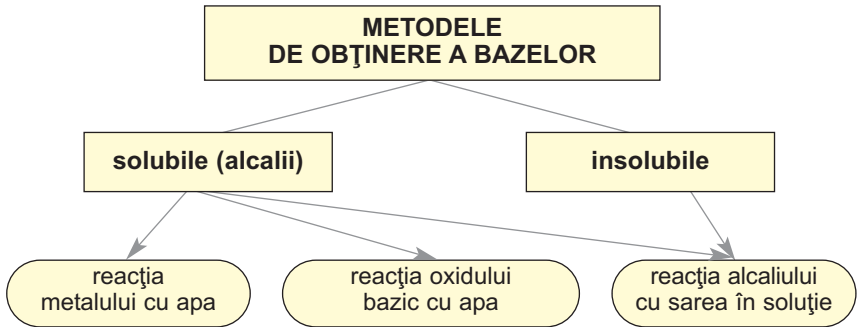 METODELE
DE OBŢINERE A BAZELOR
solubile (alcalii)
insolubile
reacţia
metalului cu apa
reacţia oxidului
bazic cu apa
reacţia alcaliului
cu sarea în soluţie